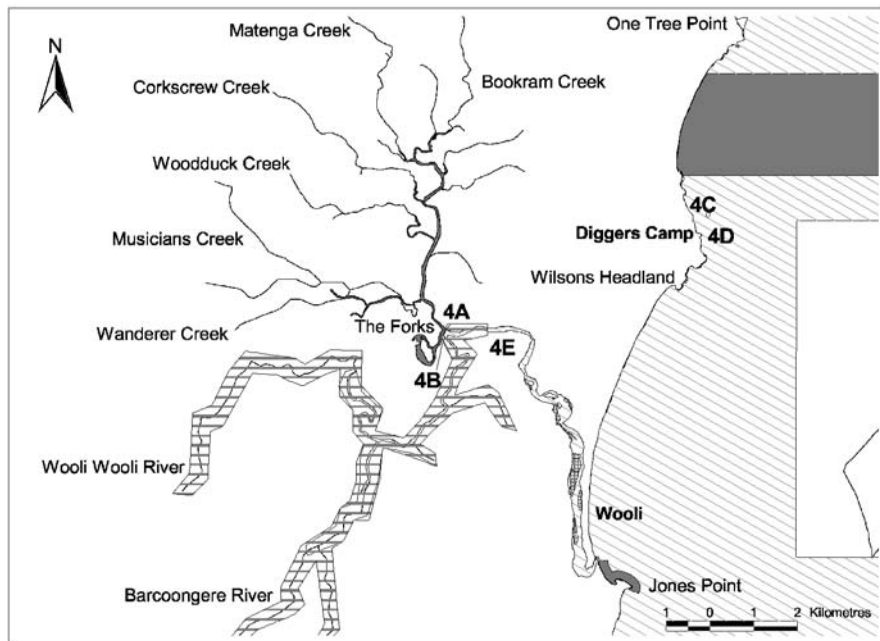 Matenga Creek
One Tree Point
N
Bookram Creek
Corkscrew Creek
Woodduck Creek
4C
Musicians Creek
Diggers Camp 4D
Wilsons Headland
4A
Wanderer Creek
The Forks
4E
4B
Wooli Wooli River
Wooli
Barcoongere River
Jones Point
1 0 1 2 Kilometres